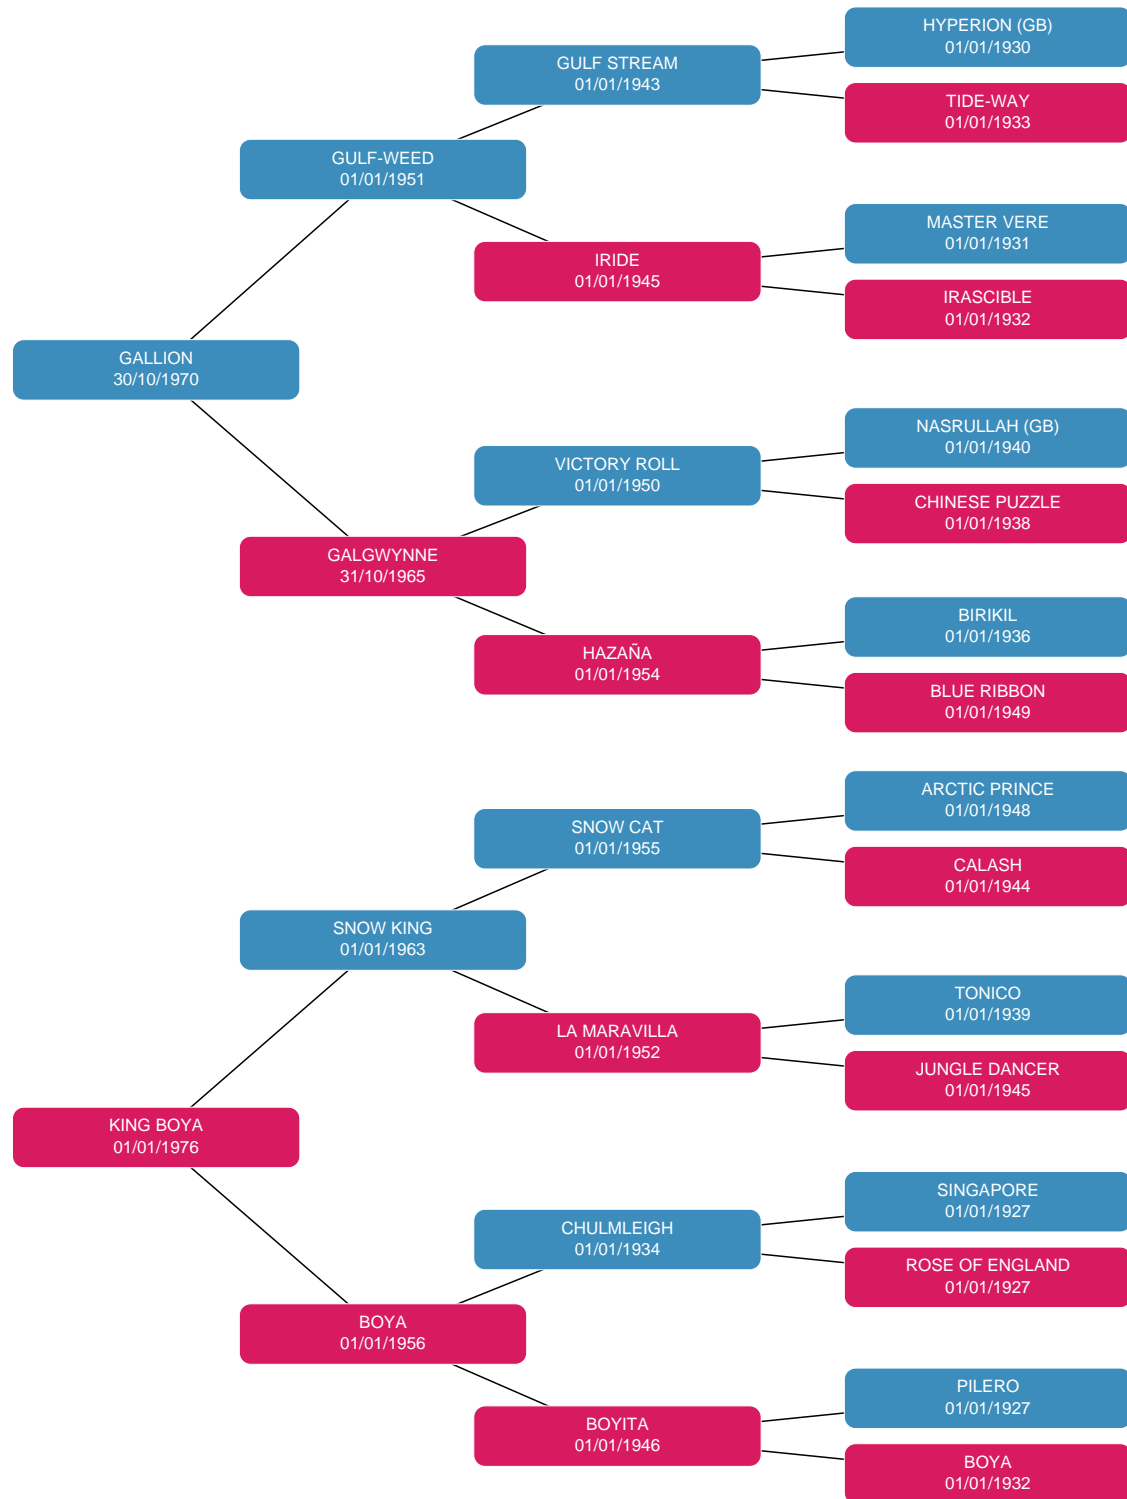 HYPERION (GB)
01/01/1930
GULF STREAM
01/01/1943
TIDE-WAY
01/01/1933
GULF-WEED
01/01/1951
MASTER VERE
01/01/1931
IRIDE
01/01/1945
IRASCIBLE
01/01/1932
GALLION
30/10/1970
NASRULLAH (GB)
01/01/1940
VICTORY ROLL
01/01/1950
CHINESE PUZZLE
01/01/1938
GALGWYNNE
31/10/1965
BIRIKIL
01/01/1936
HAZAÑA
01/01/1954
BLUE RIBBON
01/01/1949
ARCTIC PRINCE
01/01/1948
SNOW CAT
01/01/1955
CALASH
01/01/1944
SNOW KING
01/01/1963
TONICO
01/01/1939
LA MARAVILLA
01/01/1952
JUNGLE DANCER
01/01/1945
KING BOYA
01/01/1976
SINGAPORE
01/01/1927
CHULMLEIGH
01/01/1934
ROSE OF ENGLAND
01/01/1927
BOYA
01/01/1956
PILERO
01/01/1927
BOYITA
01/01/1946
BOYA
01/01/1932